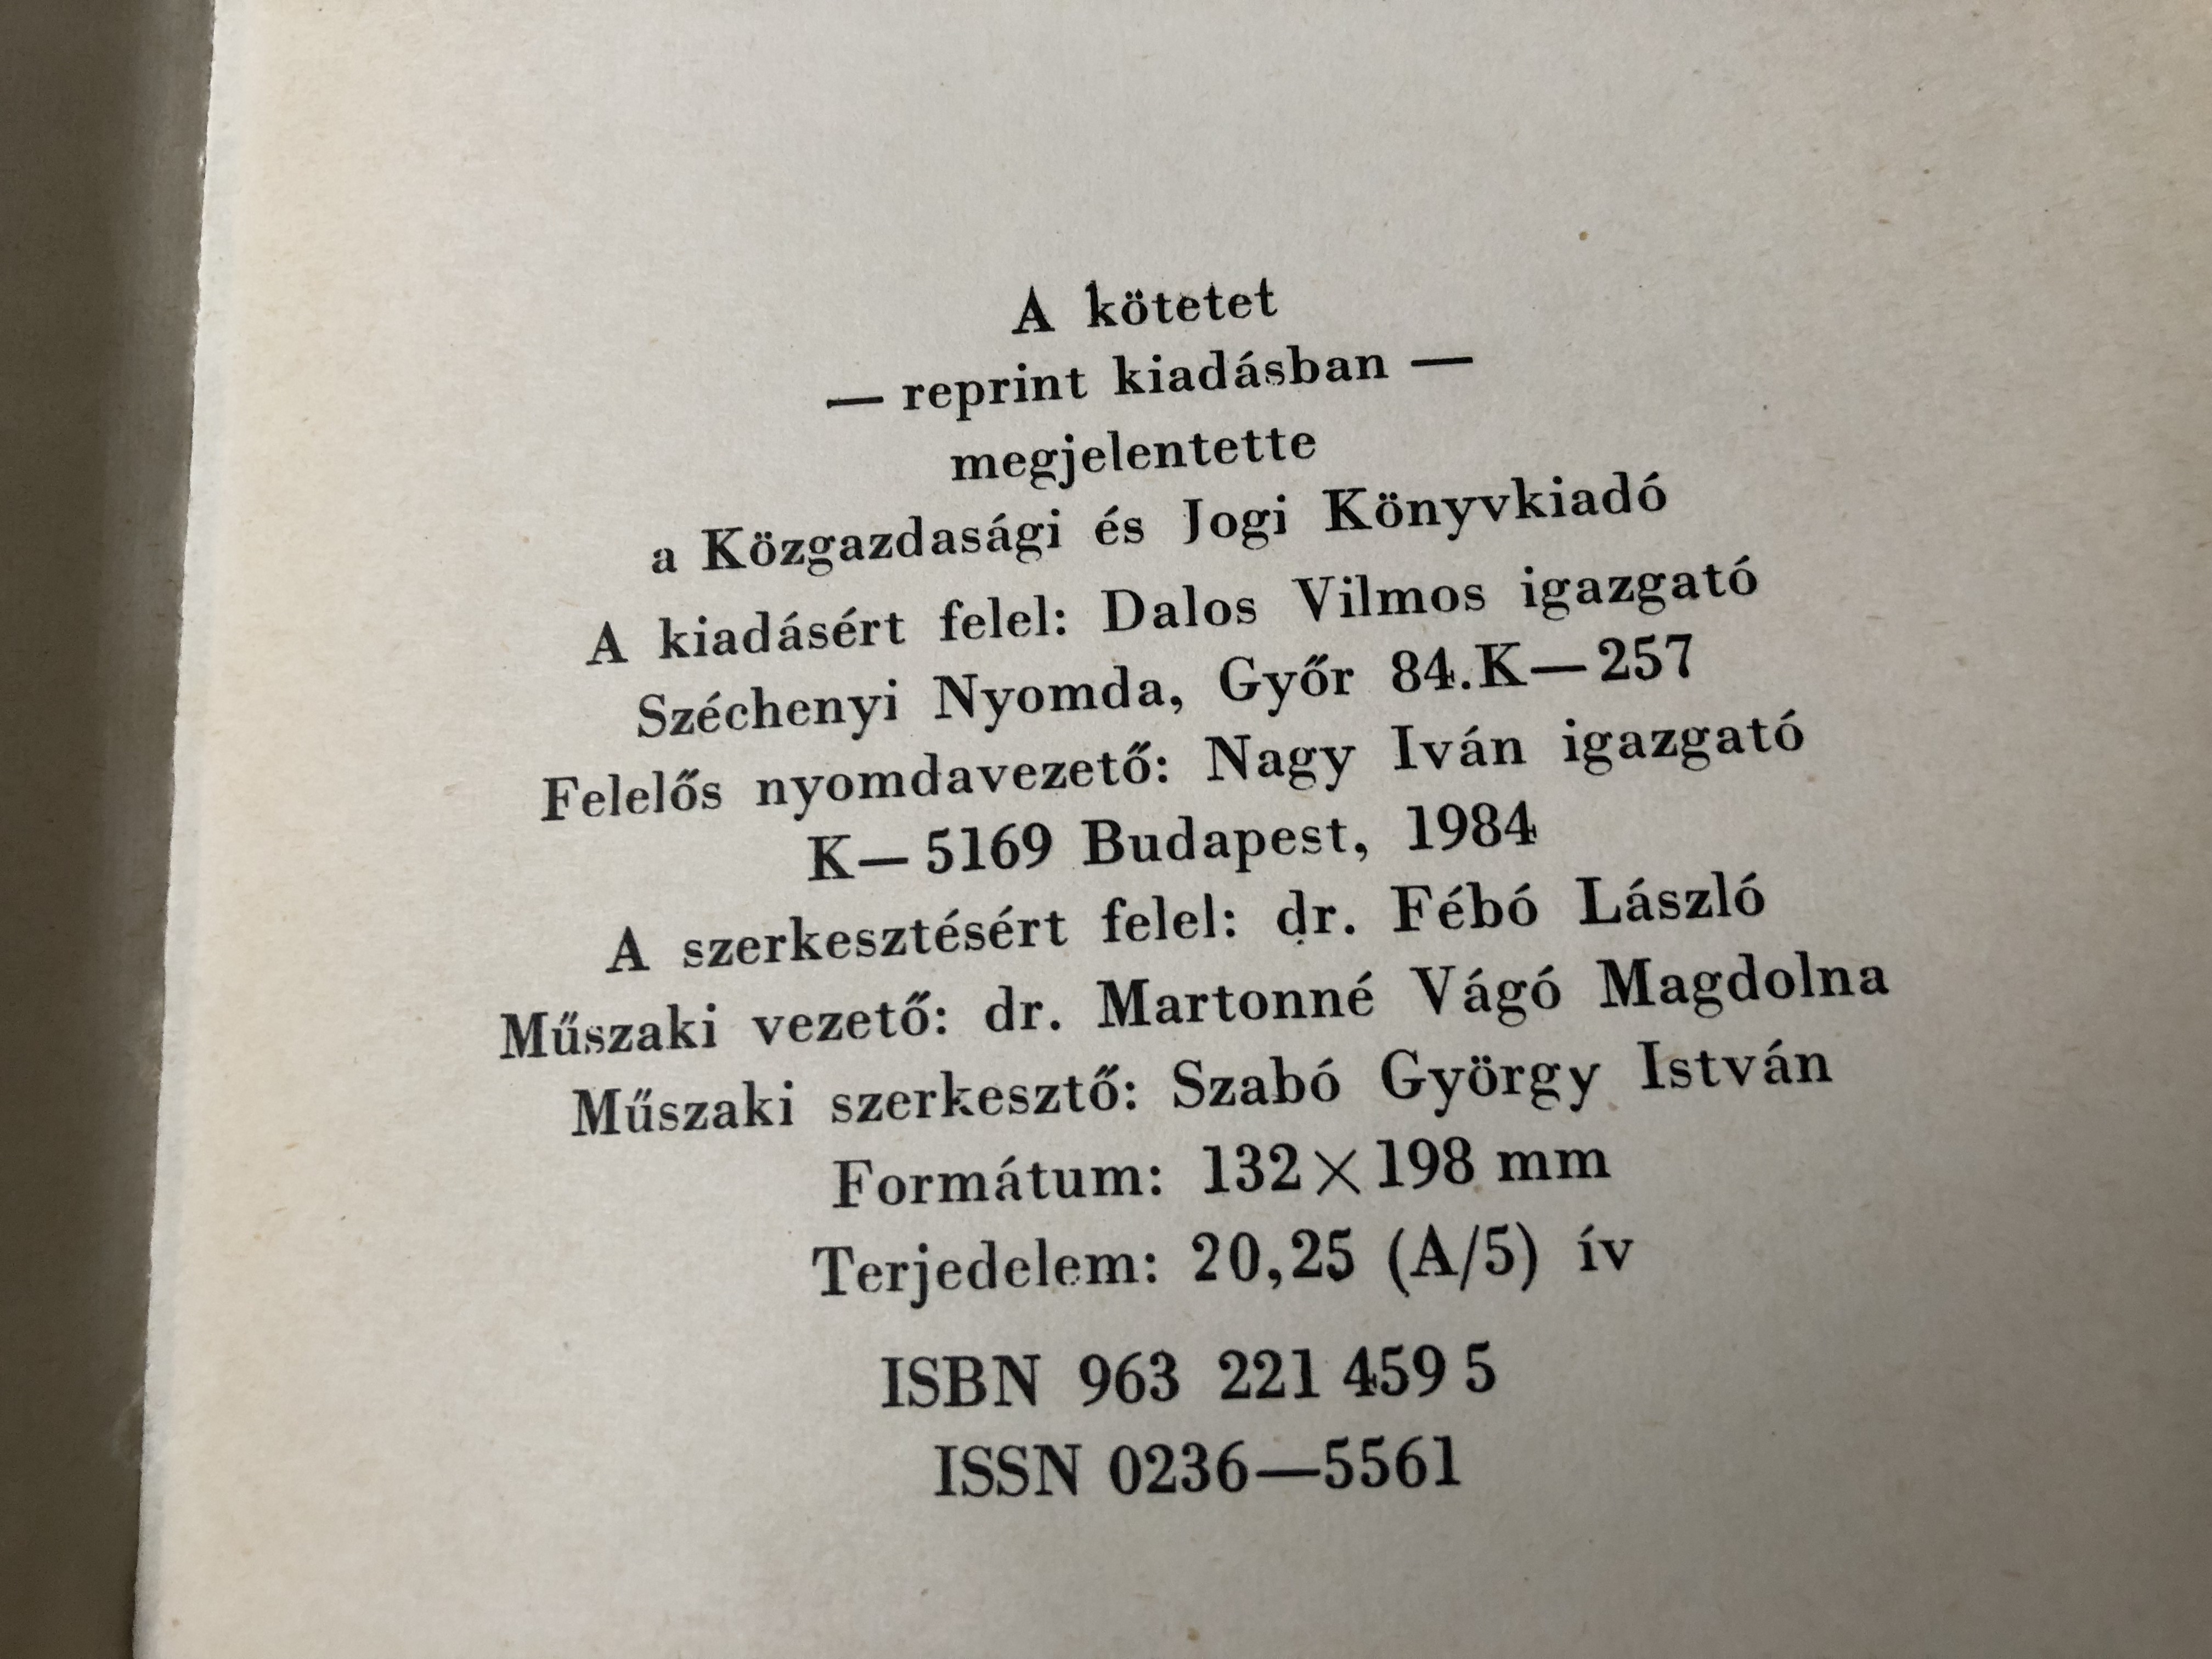 A kötetet
— reprint kiadásban —
megjelentette
a Közgazdasági és Jogi Könyvkiadó
A kiadásért felel: Dalos Vilmos igazgató
Széchenyi Nyomda, Győr 84.K—257
Felelős nyomdavezető: Nagy Iván igazgató
K—5169 Budapest, 1984
A szerkesztésért felel: dr. Fébó László
Műszaki vezető: dr. Martonné Vágó Magdolna
Műszaki szerkesztő: Szabó György István
Formátum: 132×198 mm
Terjedelem: 20,25 (A/5) ív
ISBN 963 221 459 5
ISSN 0236—5561